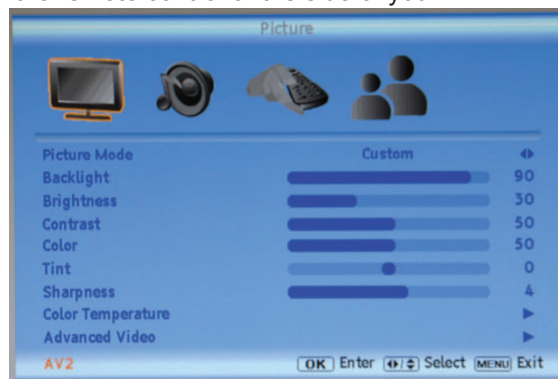 Picture
Picture Mode Custom
Backlight 90
Brightness 30
Contrast 50
Color 50
Tint 0
Sharpness 4
Color Temperature
Advanced Video
AV2 OK Enter / Select MENU Exit